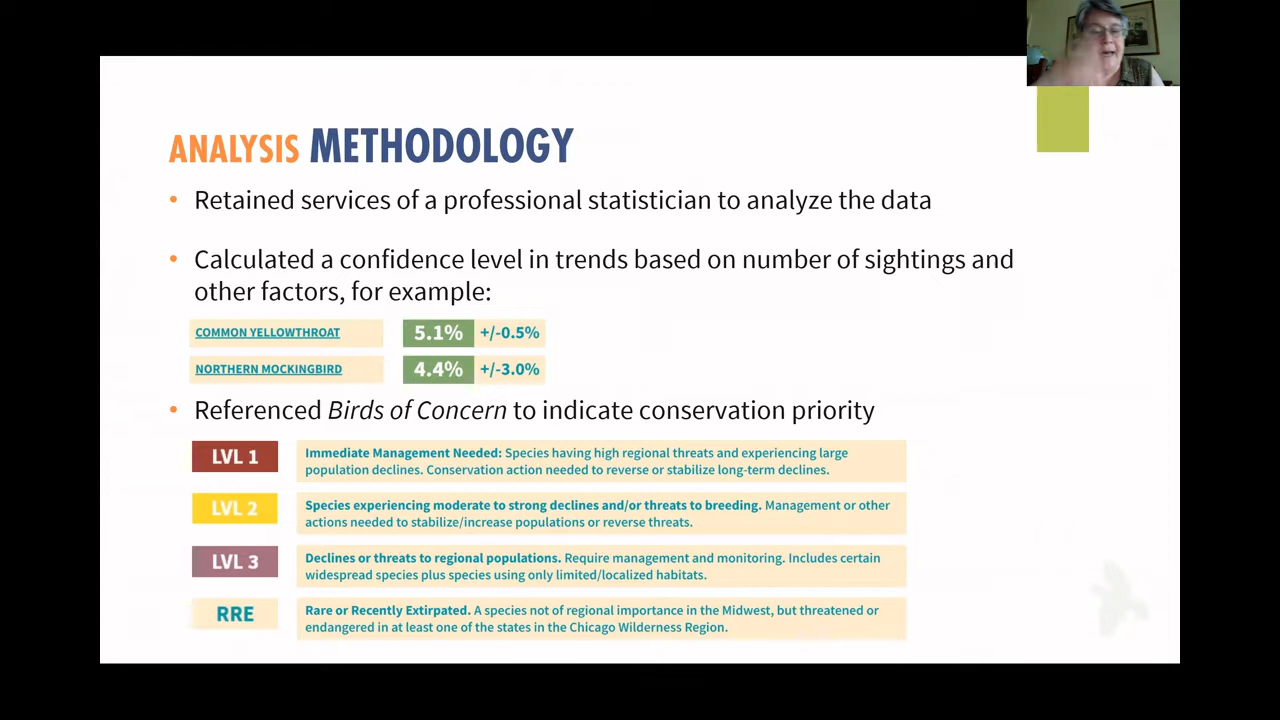 ANALYSIS METHODOLOGY
• Retained services of a professional statistician to analyze the data
• Calculated a confidence level in trends based on number of sightings and
other factors, for example:
COMMON YELLOWTHROAT 5.1% +/-0.5%
NORTHERN MOCKINGBIRD 4.4% +/-3.0%
• Referenced Birds of Concern to indicate conservation priority
LVL 1 Immediate Management Needed: Species having high regional threats and experiencing large
population declines. Conservation action needed to reverse or stabilize long-term declines.
LVL 2 Species experiencing moderate to strong declines and/or threats to breeding. Management or other
actions needed to stabilize/increase populations or reverse threats.
LVL 3 Declines or threats to regional populations. Require management and monitoring. Includes certain
widespread species plus species using only limited/localized habitats.
RRE Rare or Recently Extirpated. A species not of regional importance in the Midwest, but threatened or
endangered in at least one of the states in the Chicago Wilderness Region.